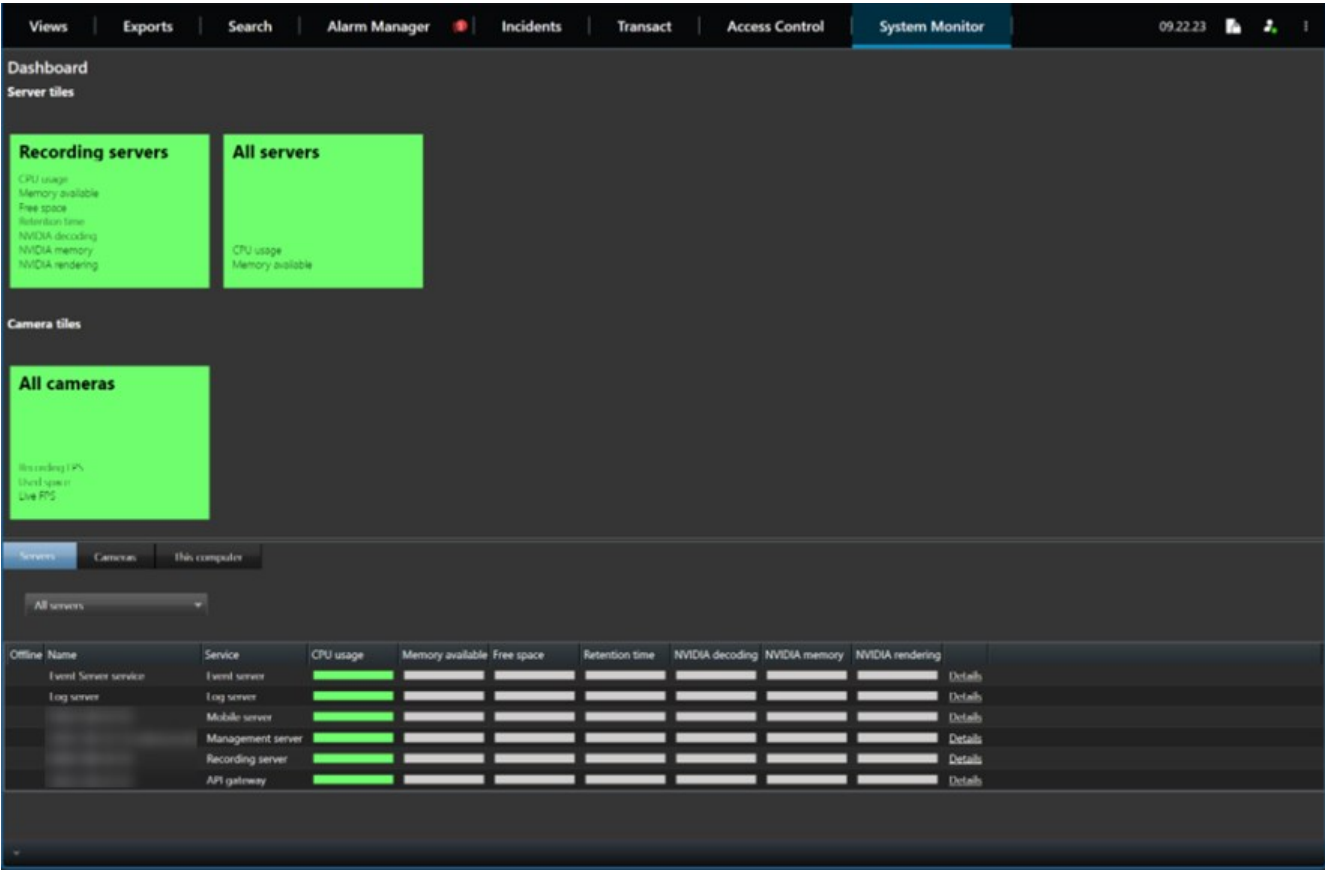 Views Exports Search Alarm Manager Incidents Transact Access Control System Monitor 09.22.23
Dashboard
Server tiles
Recording servers
CPU usage
Memory available
Free space
Retention time
NVIDIA decoding
NVIDIA memory
NVIDIA rendering
All servers
CPU usage
Memory available
Camera tiles
All cameras
Recording FPS
Used space
Live FPS
Servers Cameras This computer
All servers
Offline Name Service CPU usage Memory available Free space Retention time NVIDIA decoding NVIDIA memory NVIDIA rendering
Event Server service Event server Details
Log server Log server Details
Mobile server Details
Management server Details
Recording server Details
API gateway Details